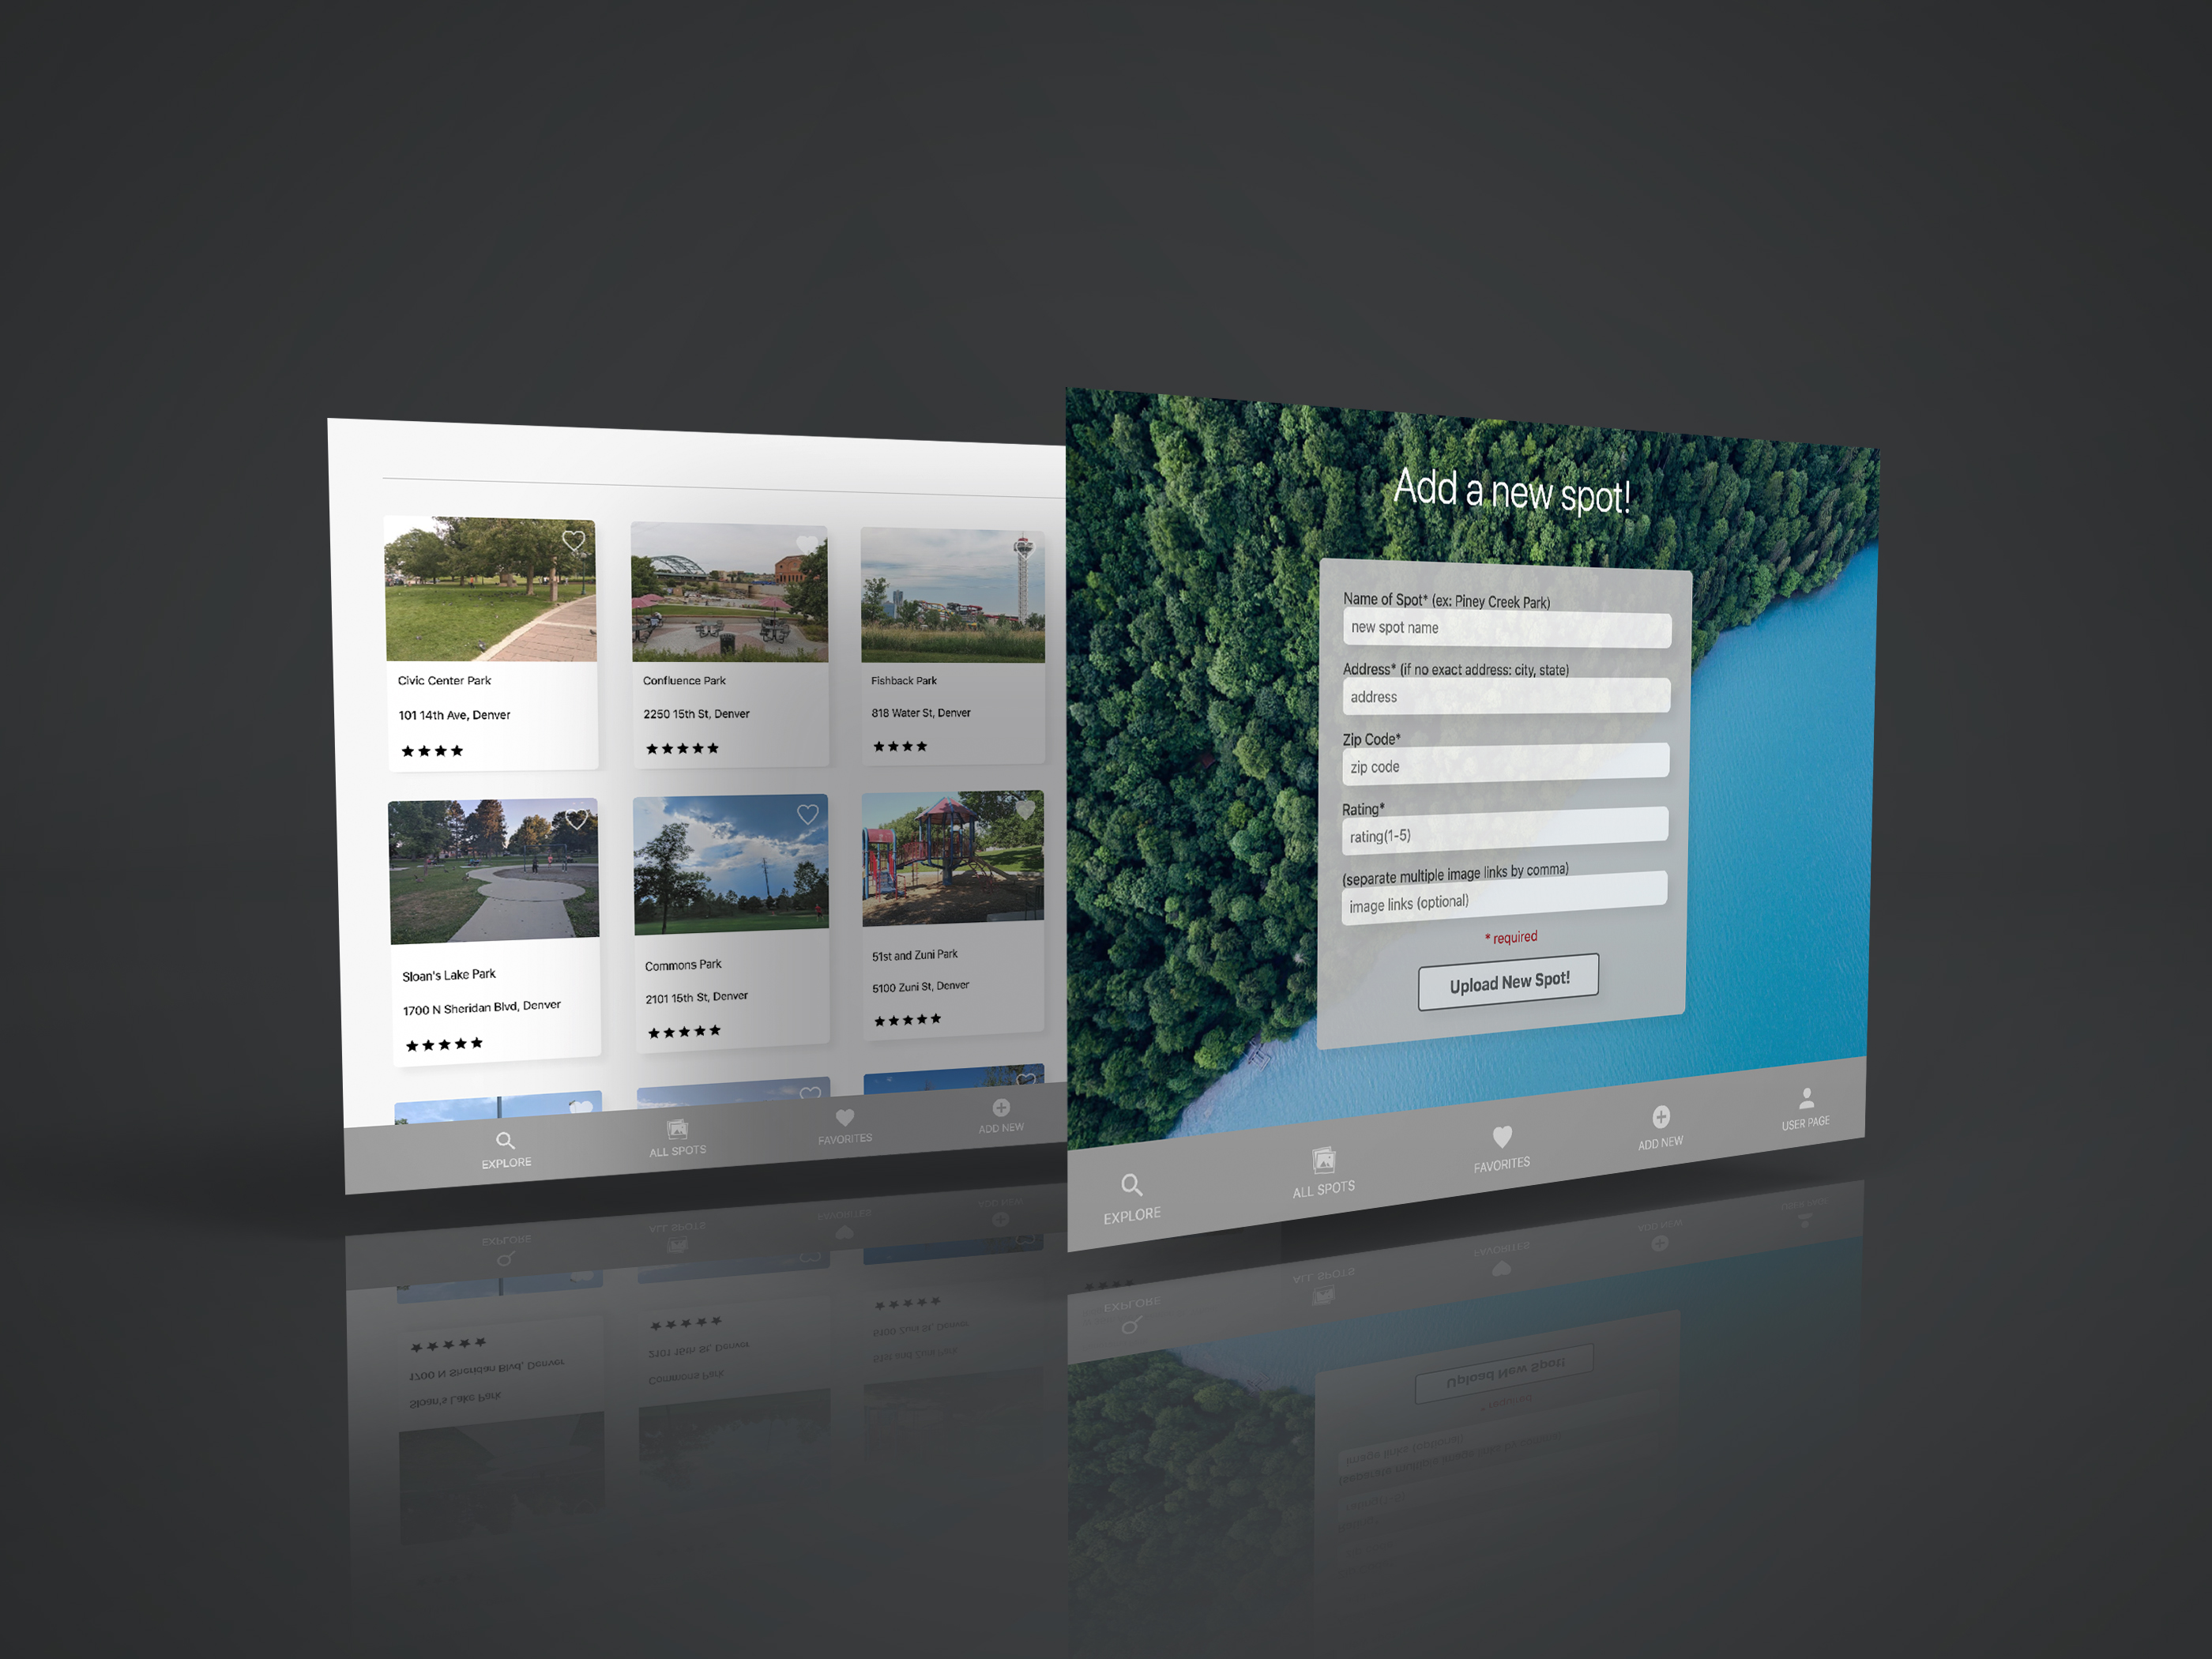 Civic Center Park
101 14th Ave, Denver
Confluence Park
2250 15th St, Denver
Fishback Park
818 Water St, Denver
Sloan's Lake Park
1700 N Sheridan Blvd, Denver
Commons Park
2101 15th St, Denver
51st and Zuni Park
5100 Zuni St, Denver
EXPLORE
ALL SPOTS
FAVORITES
ADD NEW
Add a new spot!
Name of Spot* (ex: Piney Creek Park)
new spot name
Address* (if no exact address: city, state)
address
Zip Code*
zip code
Rating*
rating(1-5)
(separate multiple image links by comma)
image links (optional)
* required
Upload New Spot!
EXPLORE
ALL SPOTS
FAVORITES
ADD NEW
USER PAGE